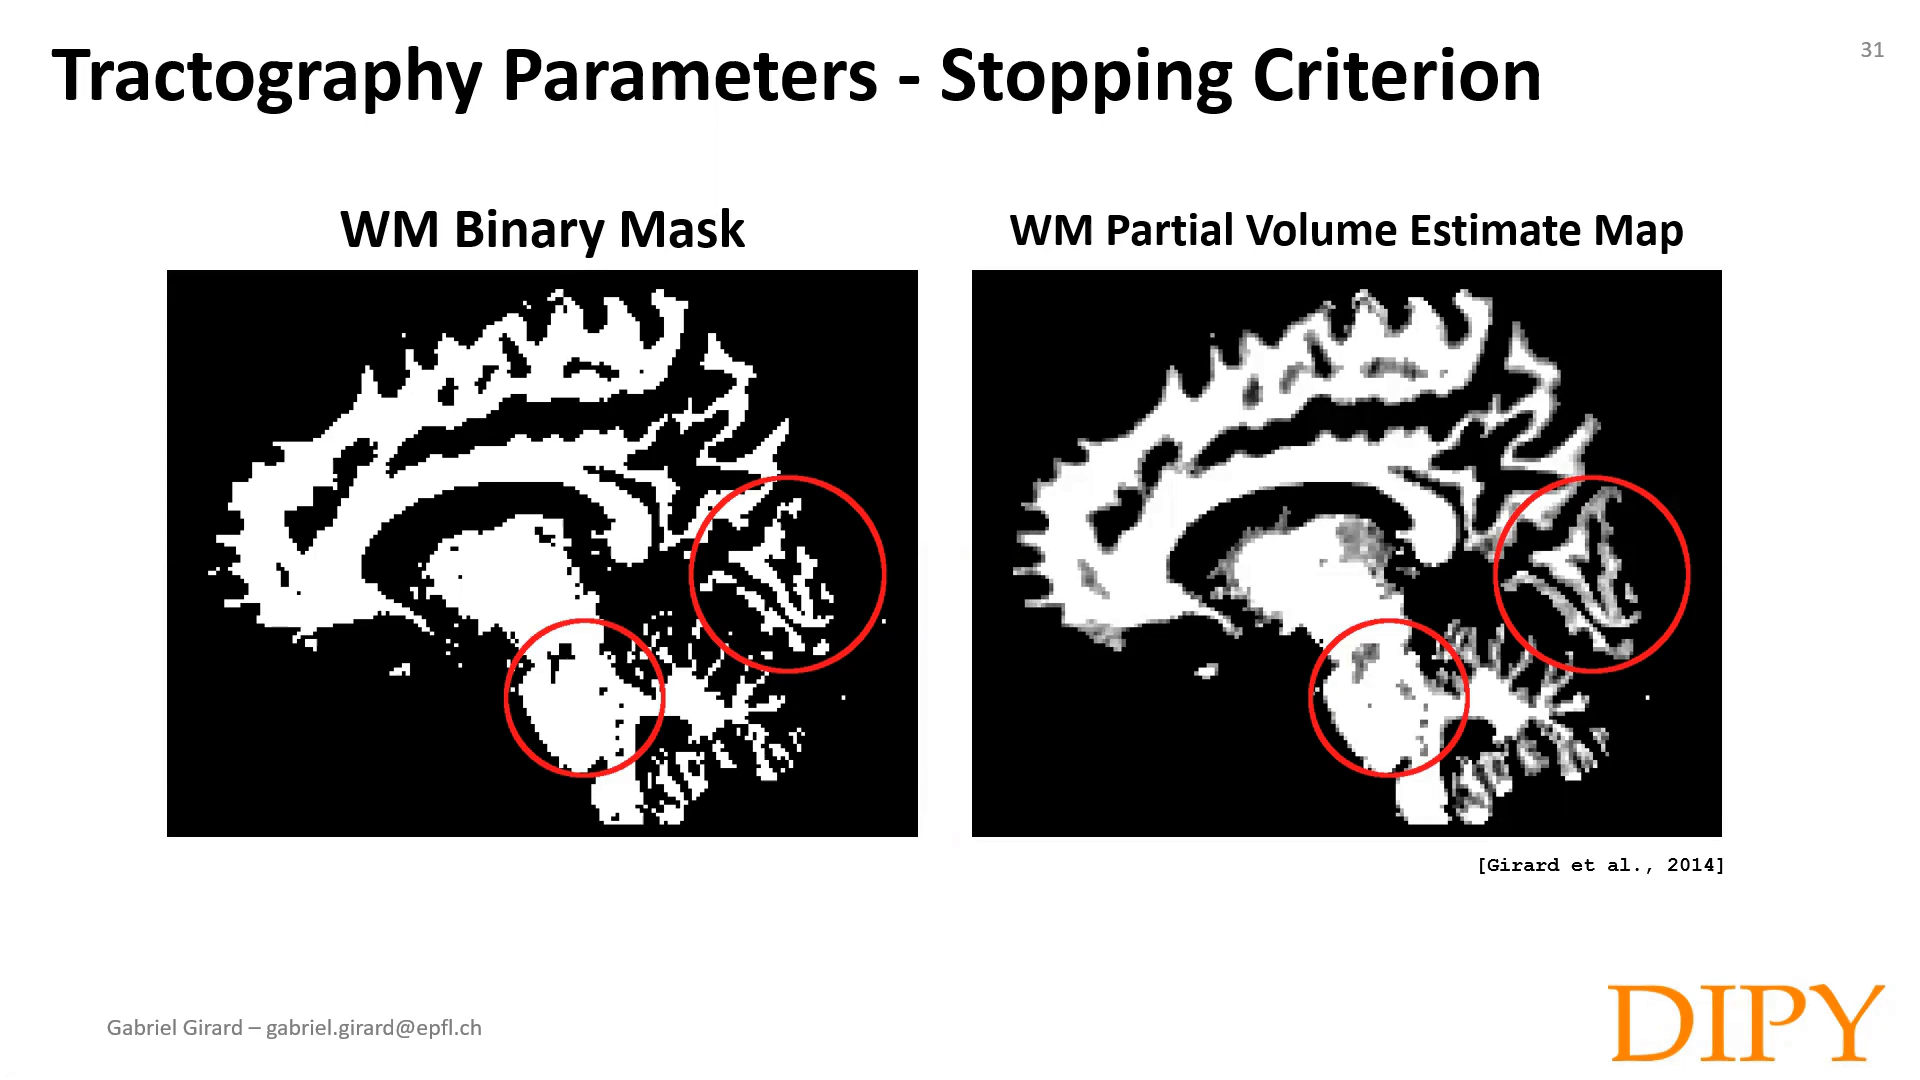 Tractography Parameters - Stopping Criterion
31
WM Binary Mask
WM Partial Volume Estimate Map
[Girard et al., 2014]
Gabriel Girard – gabriel.girard@epfl.ch
DIPY